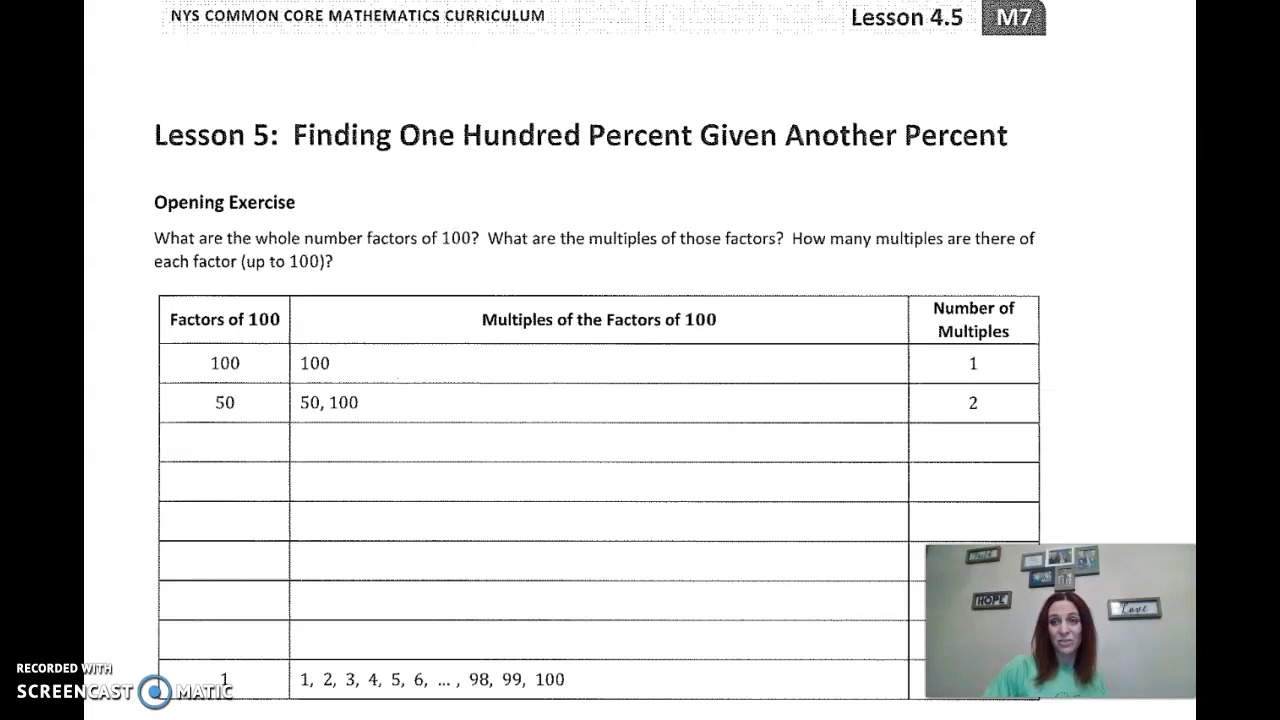 NYS COMMON CORE MATHEMATICS CURRICULUM
Lesson 4.5
M7
Lesson 5: Finding One Hundred Percent Given Another Percent
Opening Exercise
What are the whole number factors of 100? What are the multiples of those factors? How many multiples are there of
each factor (up to 100)?
Factors of 100
Multiples of the Factors of 100
Number of
Multiples
100
100
1
50
50, 100
2
1
1, 2, 3, 4, 5, 6, ... , 98, 99, 100
HOPE
Love
RECORDED WITH
SCREENCAST MATIC